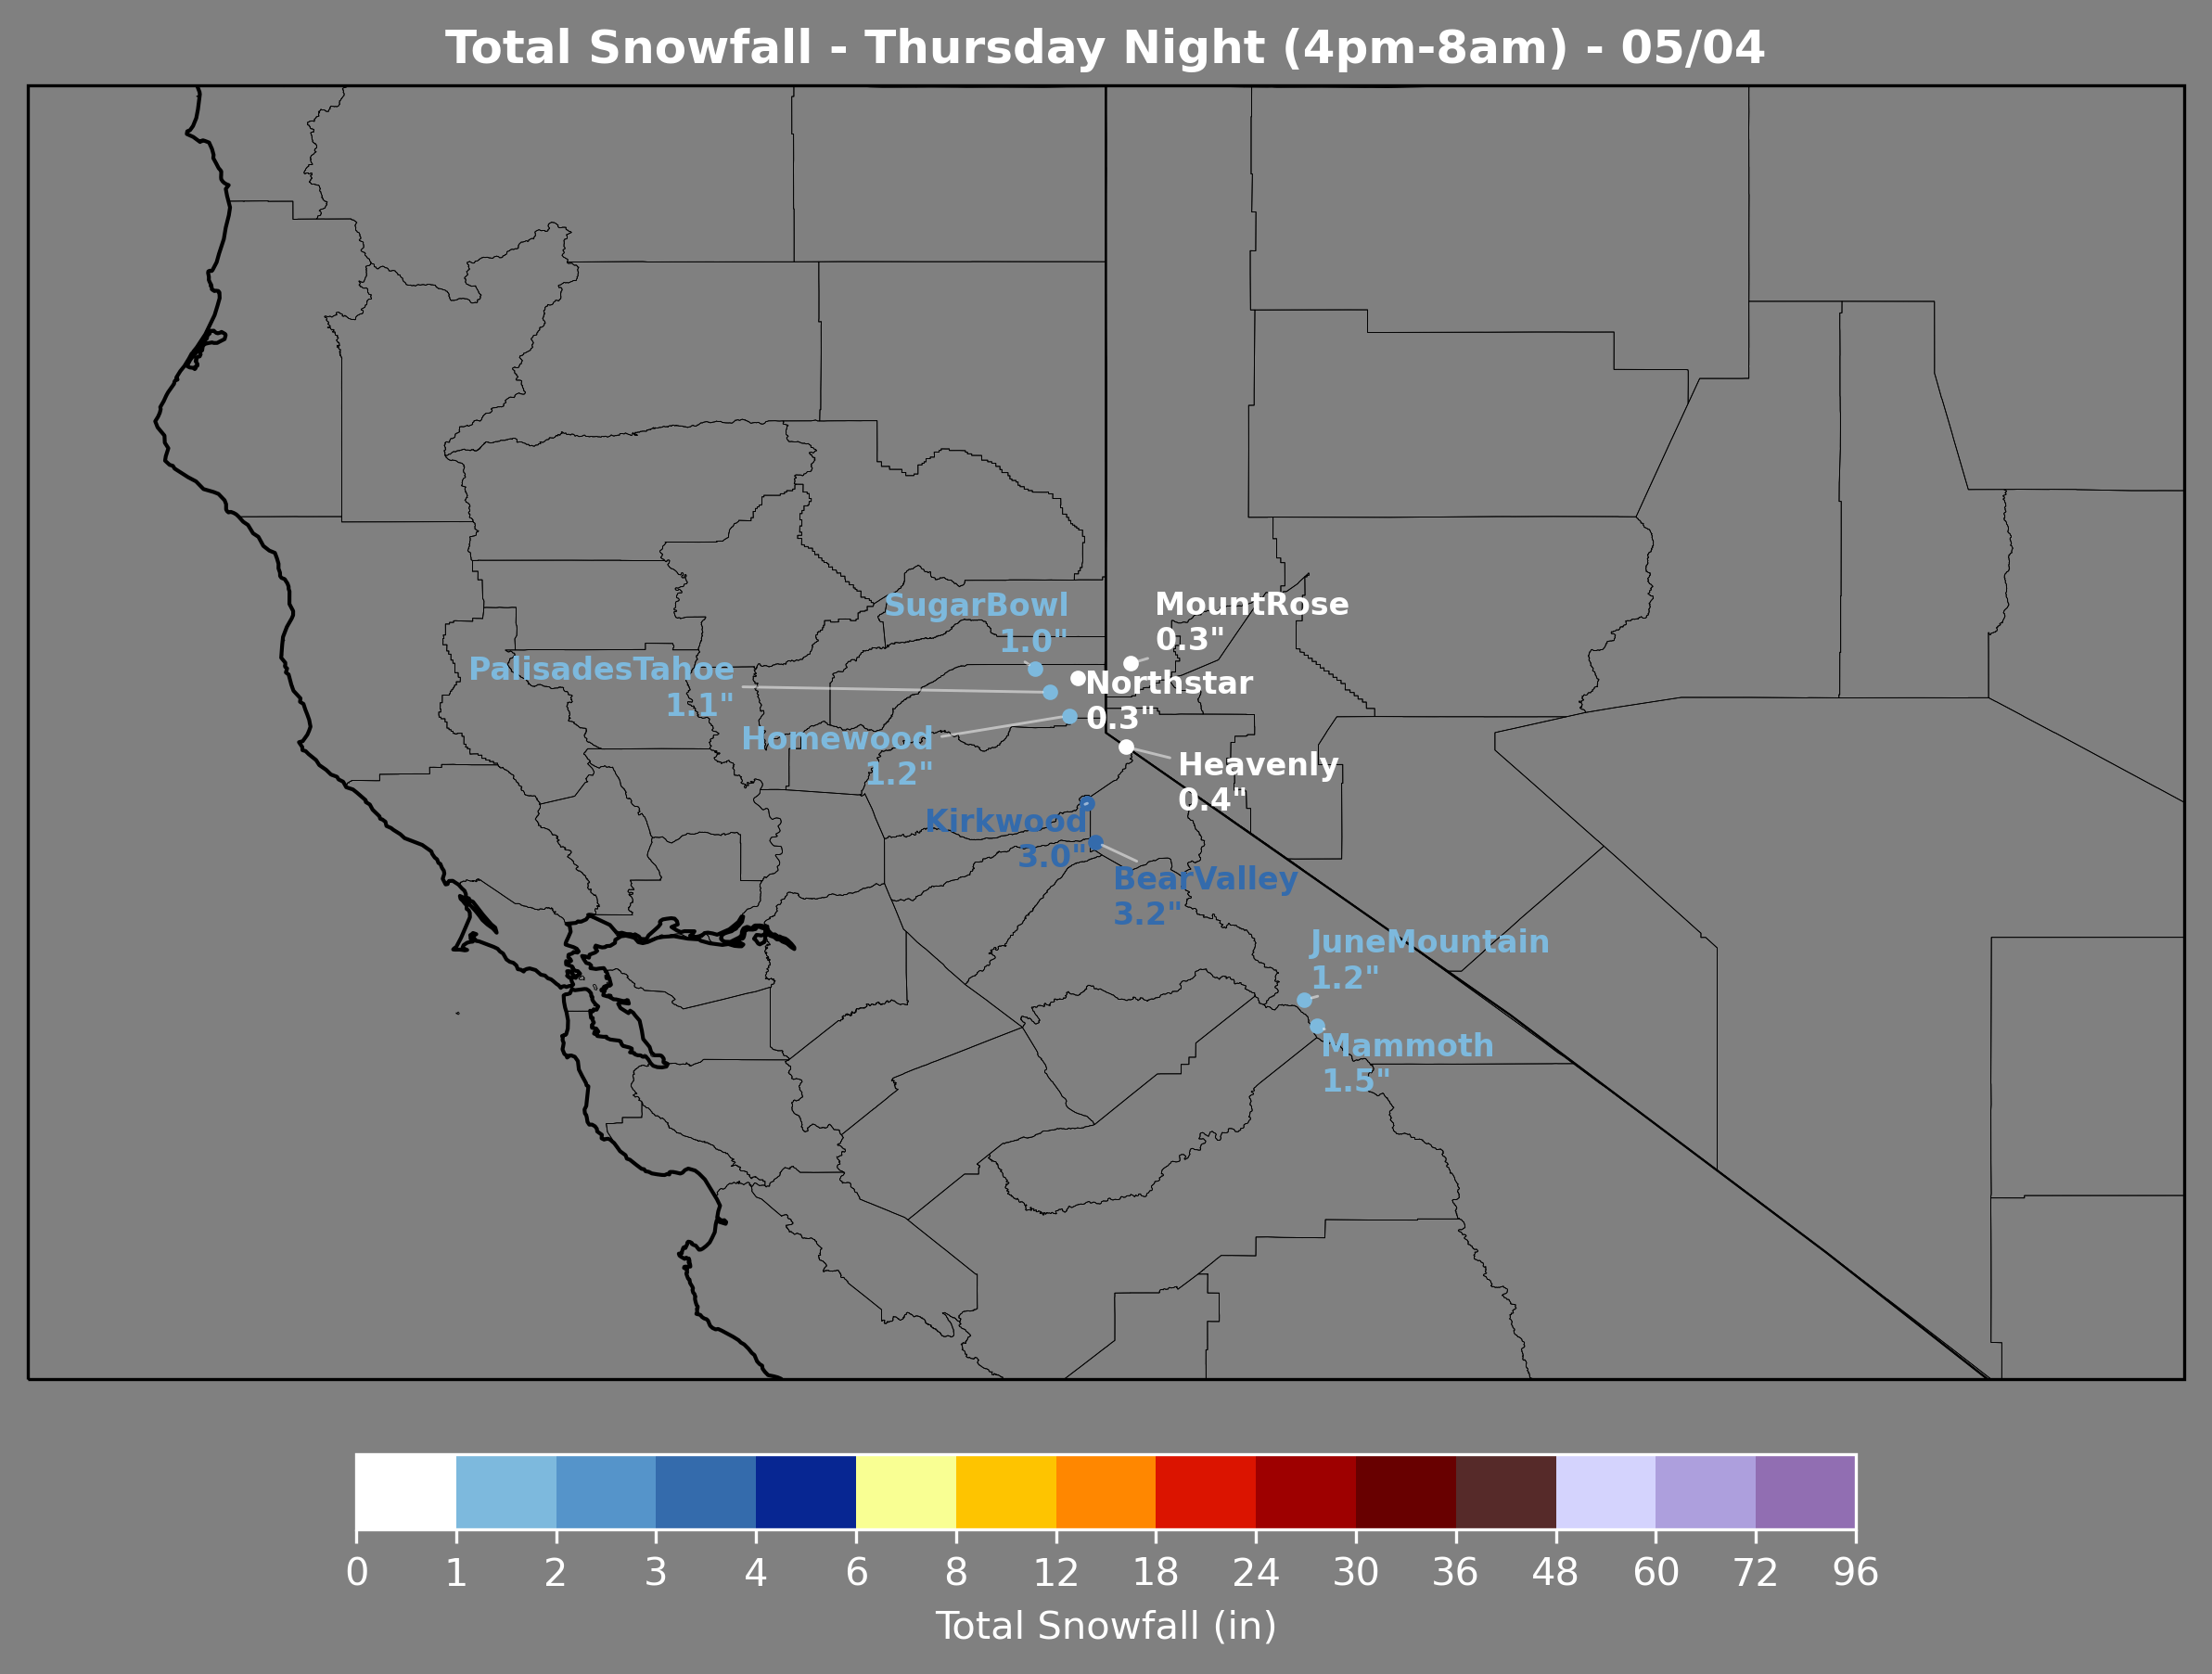 Total Snowfall - Thursday Night (4pm-8am) - 05/04
SugarBowl
1.0"
MountRose
0.3"
PalisadesTahoe
1.1"
Northstar
0.3"
Homewood
1.2"
Heavenly
0.4"
Kirkwood
3.0"
BearValley
3.2"
JuneMountain
1.2"
Mammoth
1.5"
0 1 2 3 4 6 8 12 18 24 30 36 48 60 72 96
Total Snowfall (in)